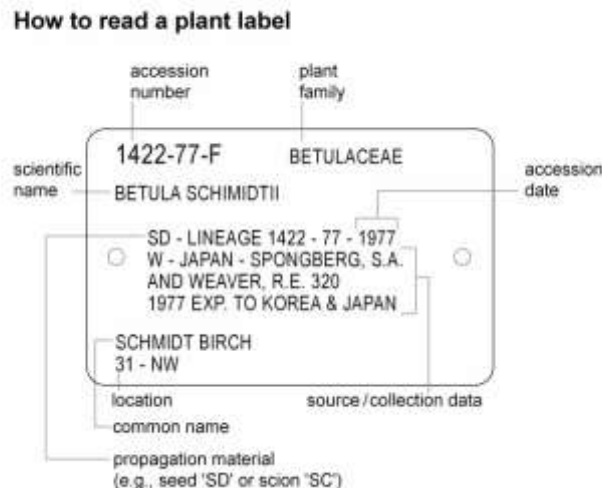 How to read a plant label
accession
number
plant
family
scientific
name
accession
date
1422-77-F
BETULACEAE
BETULA SCHIMIDTII
SD - LINEAGE 1422 - 77 - 1977
W - JAPAN - SPONGBERG, S.A.
AND WEAVER, R.E. 320
1977 EXP. TO KOREA & JAPAN
SCHMIDT BIRCH
31 - NW
location
source/collection data
common name
propagation material
(e.g., seed 'SD' or scion 'SC')